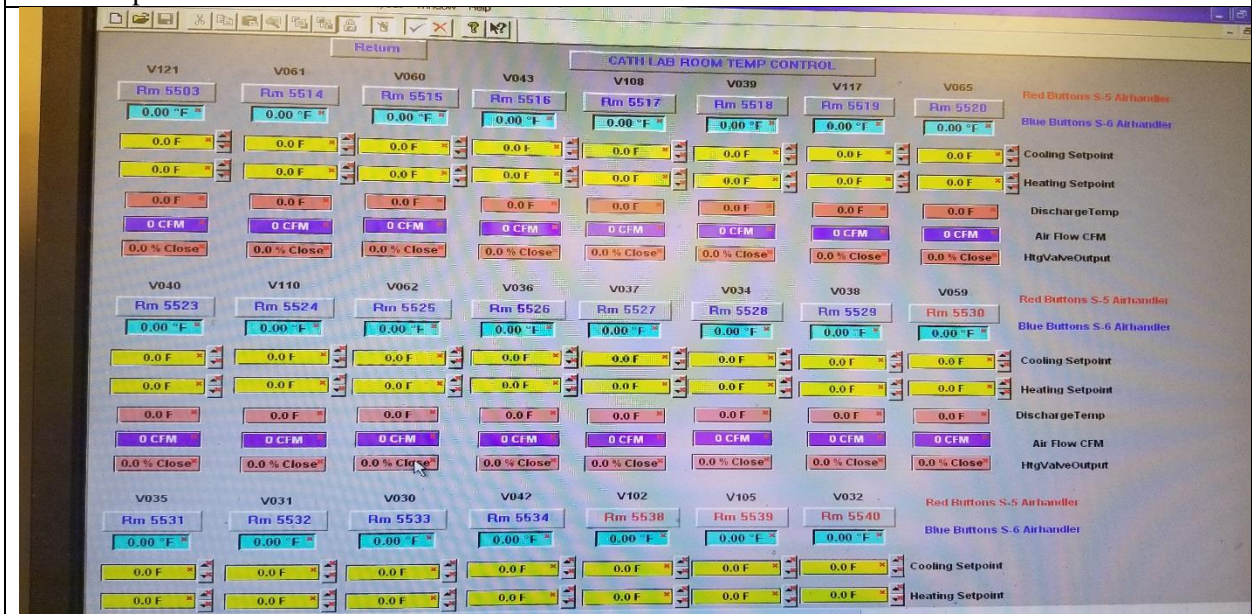 Help
Return
CATH LAB ROOM TEMP CONTROL
V121 V061 V060 V043 V108 V039 V117 V065
Rm 5503 Rm 5514 Rm 5515 Rm 5516 Rm 5517 Rm 5518 Rm 5519 Rm 5520 Red Buttons S-5 Airhandler
0.00 °F 0.00 °F 0.00 °F 0.00 °F 0.00 °F 0.00 °F 0.00 °F 0.00 °F Blue Buttons S-6 Airhandler
0.0 F 0.0 F 0.0 F 0.0 F 0.0 F 0.0 F 0.0 F 0.0 F Cooling Setpoint
0.0 F 0.0 F 0.0 F 0.0 F 0.0 F 0.0 F 0.0 F 0.0 F Heating Setpoint
0.0 F 0.0 F 0.0 F 0.0 F 0.0 F 0.0 F 0.0 F 0.0 F DischargeTemp
0 CFM 0 CFM 0 CFM 0 CFM 0 CFM 0 CFM 0 CFM 0 CFM Air Flow CFM
0.0 % Close 0.0 % Close 0.0 % Close 0.0 % Close 0.0 % Close 0.0 % Close 0.0 % Close 0.0 % Close HtgValveOutput
V040 V110 V062 V036 V037 V034 V038 V059
Rm 5523 Rm 5524 Rm 5525 Rm 5526 Rm 5527 Rm 5528 Rm 5529 Rm 5530 Red Buttons S-5 Airhandler
0.00 °F 0.00 °F 0.00 °F 0.00 °F 0.00 °F 0.00 °F 0.00 °F 0.00 °F Blue Buttons S-6 Airhandler
0.0 F 0.0 F 0.0 F 0.0 F 0.0 F 0.0 F 0.0 F 0.0 F Cooling Setpoint
0.0 F 0.0 F 0.0 F 0.0 F 0.0 F 0.0 F 0.0 F 0.0 F Heating Setpoint
0.0 F 0.0 F 0.0 F 0.0 F 0.0 F 0.0 F 0.0 F 0.0 F DischargeTemp
0 CFM 0 CFM 0 CFM 0 CFM 0 CFM 0 CFM 0 CFM 0 CFM Air Flow CFM
0.0 % Close 0.0 % Close 0.0 % Close 0.0 % Close 0.0 % Close 0.0 % Close 0.0 % Close 0.0 % Close HtgValveOutput
V035 V031 V030 V042 V102 V105 V032 Red Buttons S-5 Airhandler
Rm 5531 Rm 5532 Rm 5533 Rm 5534 Rm 5538 Rm 5539 Rm 5540 Blue Buttons S-6 Airhandler
0.00 °F 0.00 °F 0.00 °F 0.00 °F 0.00 °F 0.00 °F 0.00 °F
0.0 F 0.0 F 0.0 F 0.0 F 0.0 F 0.0 F 0.0 F Cooling Setpoint
0.0 F 0.0 F 0.0 F 0.0 F 0.0 F 0.0 F 0.0 F Heating Setpoint